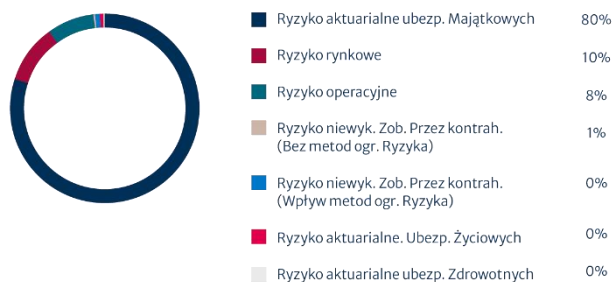 Ryzyko aktuarialne ubezp. Majątkowych 80%
Ryzyko rynkowe 10%
Ryzyko operacyjne 8%
Ryzyko niewyk. Zob. Przez kontrah. 1%
(Bez metod ogr. Ryzyka)
Ryzyko niewyk. Zob. Przez kontrah. 0%
(Wpływ metod ogr. Ryzyka)
Ryzyko aktuarialne. Ubezp. Życiowych 0%
Ryzyko aktuarialne ubezp. Zdrowotnych 0%